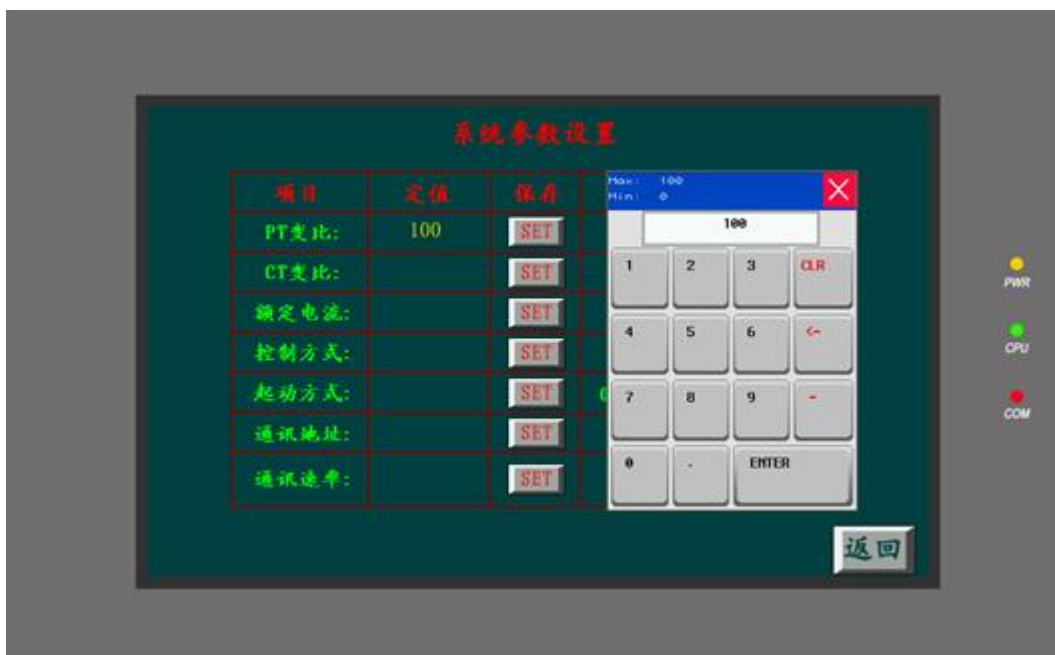 系统参数设置
项目 定值 保存
PT变比: 100 SET
CT变比: SET
额定电流: SET
控制方式: SET
起动方式: SET
通讯地址: SET
通讯速率: SET
Max: 100
Min: 0
100
1 2 3 CLR
4 5 6 <-
7 8 9 -
0 . ENTER
返回
PWR
CPU
COM